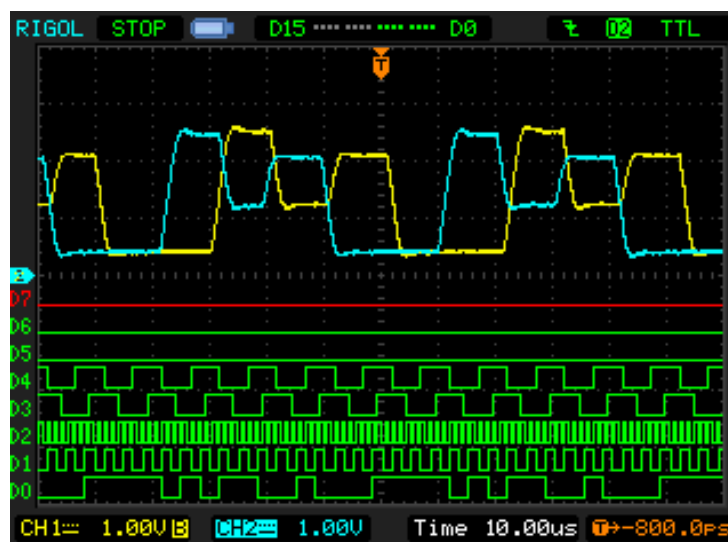 RIGOL STOP D15 D0 D2 TTL
T
2
D7
D6
D5
D4
D3
D2
D1
D0
CH1 1.00V B CH2 1.00V Time 10.00us T→-800.0ps